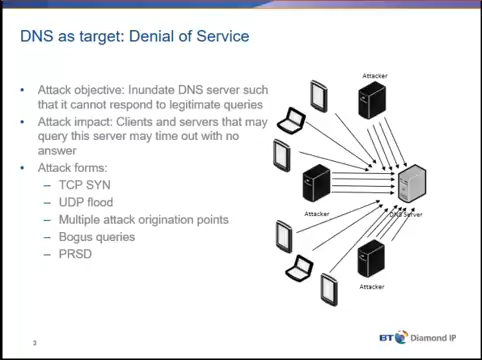 DNS as target: Denial of Service
• Attack objective: Inundate DNS server such
that it cannot respond to legitimate queries
• Attack impact: Clients and servers that may
query this server may time out with no
answer
• Attack forms:
– TCP SYN
– UDP flood
– Multiple attack origination points
– Bogus queries
– PRSD
Attacker
Attacker
DNS Server
Attacker
3
BT Diamond IP